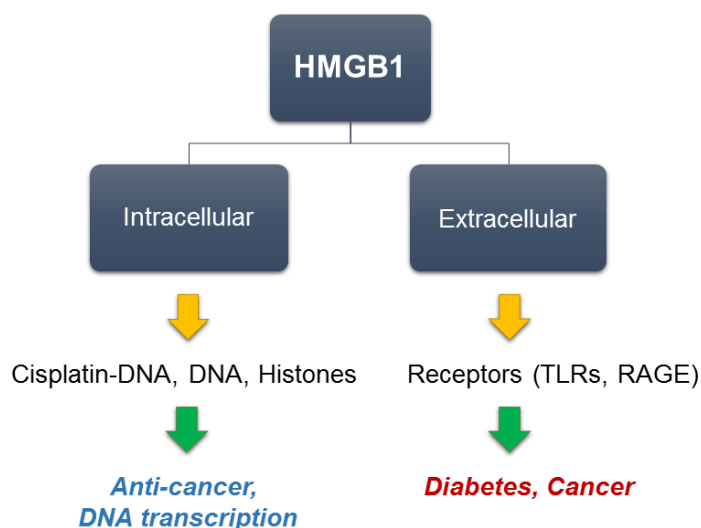 HMGB1
Intracellular
Extracellular
Cisplatin-DNA, DNA, Histones
Receptors (TLRs, RAGE)
Anti-cancer,
DNA transcription
Diabetes, Cancer